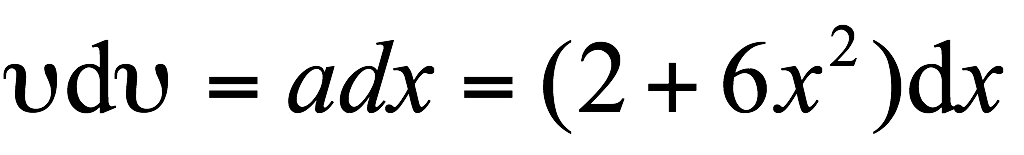 υdυ = adx = (2 + 6x²)dx